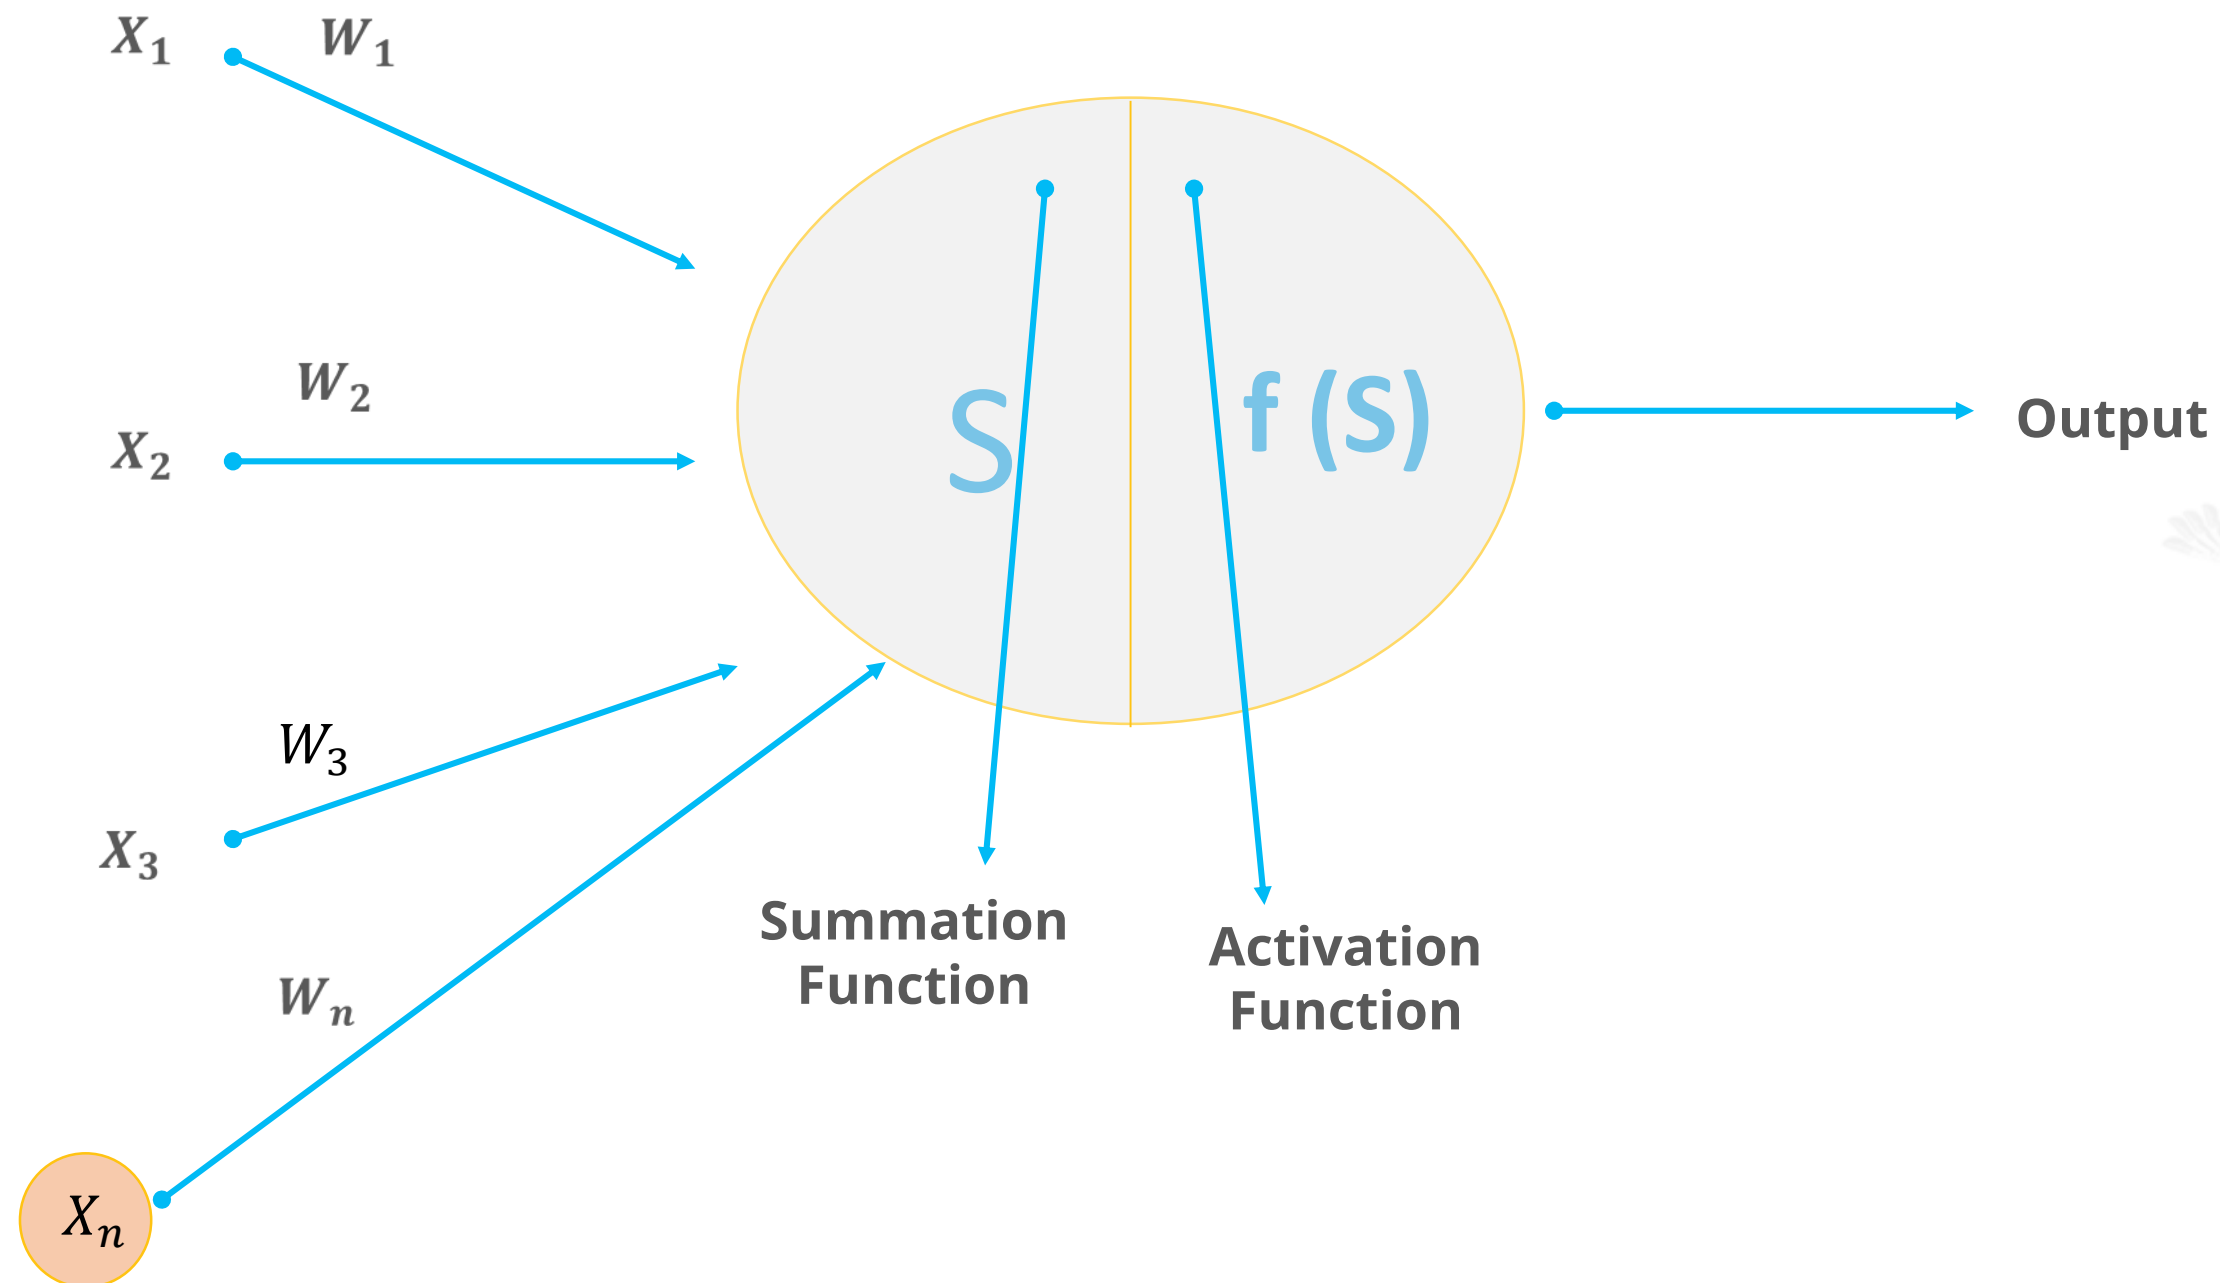 X₁ W₁
W₂
X₂
S f (S)
Output
W₃
X₃
Summation
Function
Activation
Function
Wₙ
Xₙ